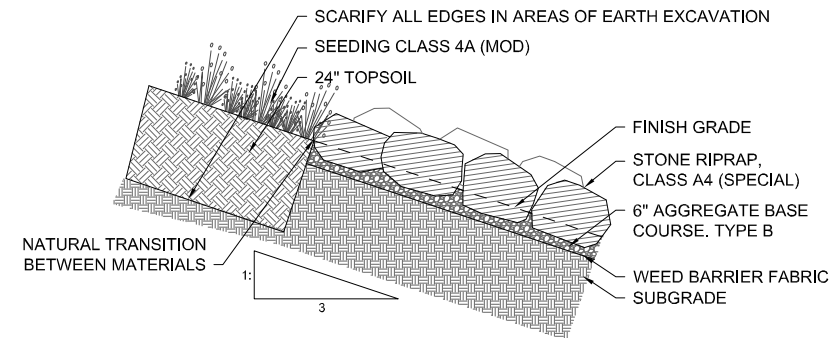 SCARIFY ALL EDGES IN AREAS OF EARTH EXCAVATION
SEEDING CLASS 4A (MOD)
24" TOPSOIL
FINISH GRADE
STONE RIPRAP,
CLASS A4 (SPECIAL)
6" AGGREGATE BASE
COURSE. TYPE B
NATURAL TRANSITION
BETWEEN MATERIALS
1:
3
WEED BARRIER FABRIC
SUBGRADE